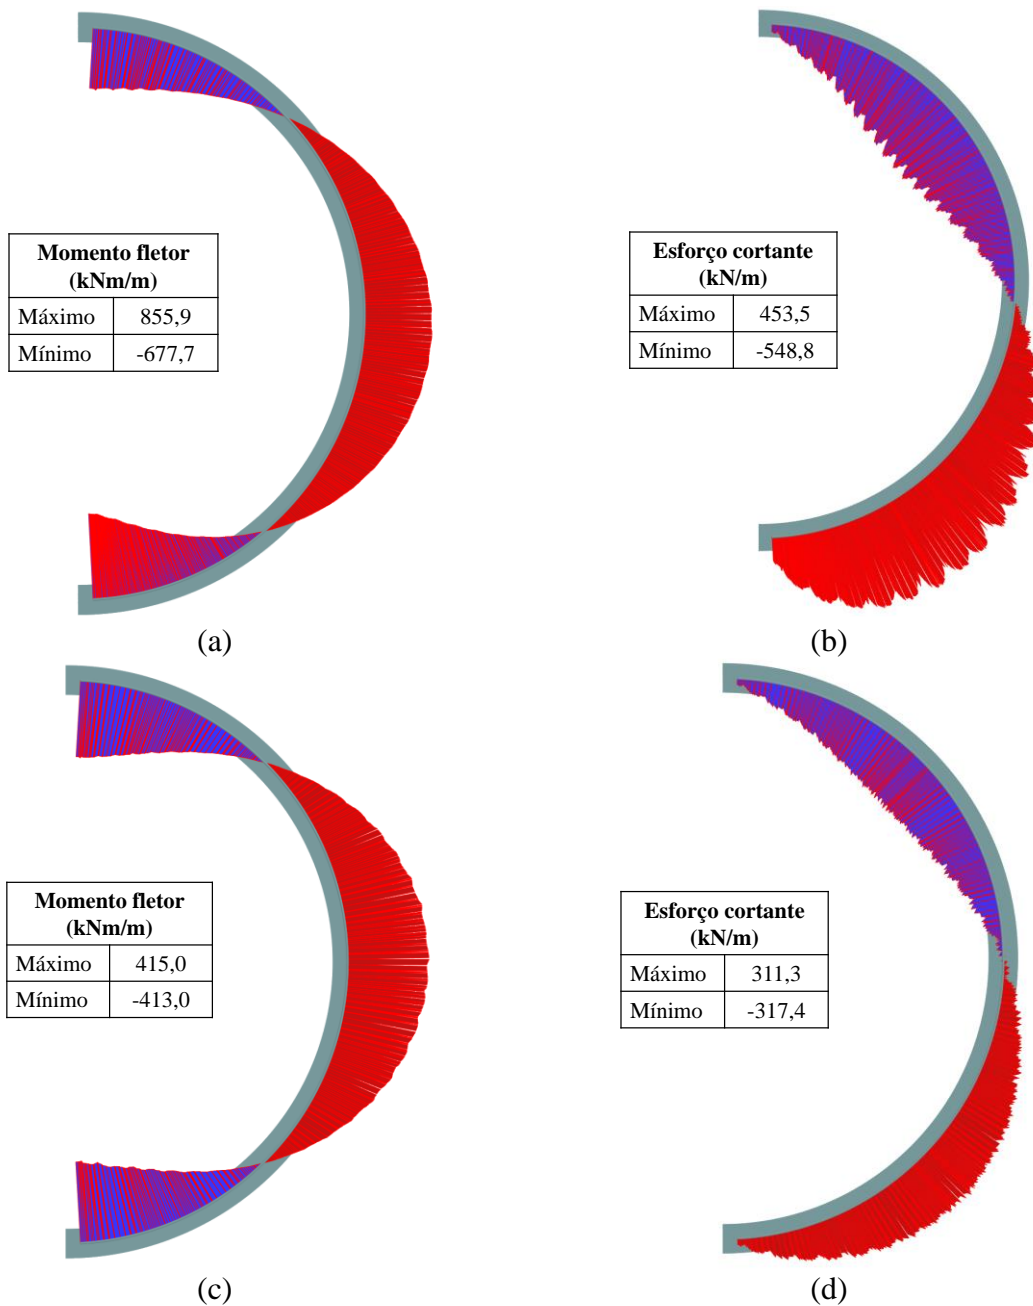 Momento fletor
(kNm/m)
Máximo 855,9
Mínimo -677,7
Esforço cortante
(kN/m)
Máximo 453,5
Mínimo -548,8
(a)
(b)
Momento fletor
(kNm/m)
Máximo 415,0
Mínimo -413,0
Esforço cortante
(kN/m)
Máximo 311,3
Mínimo -317,4
(c)
(d)